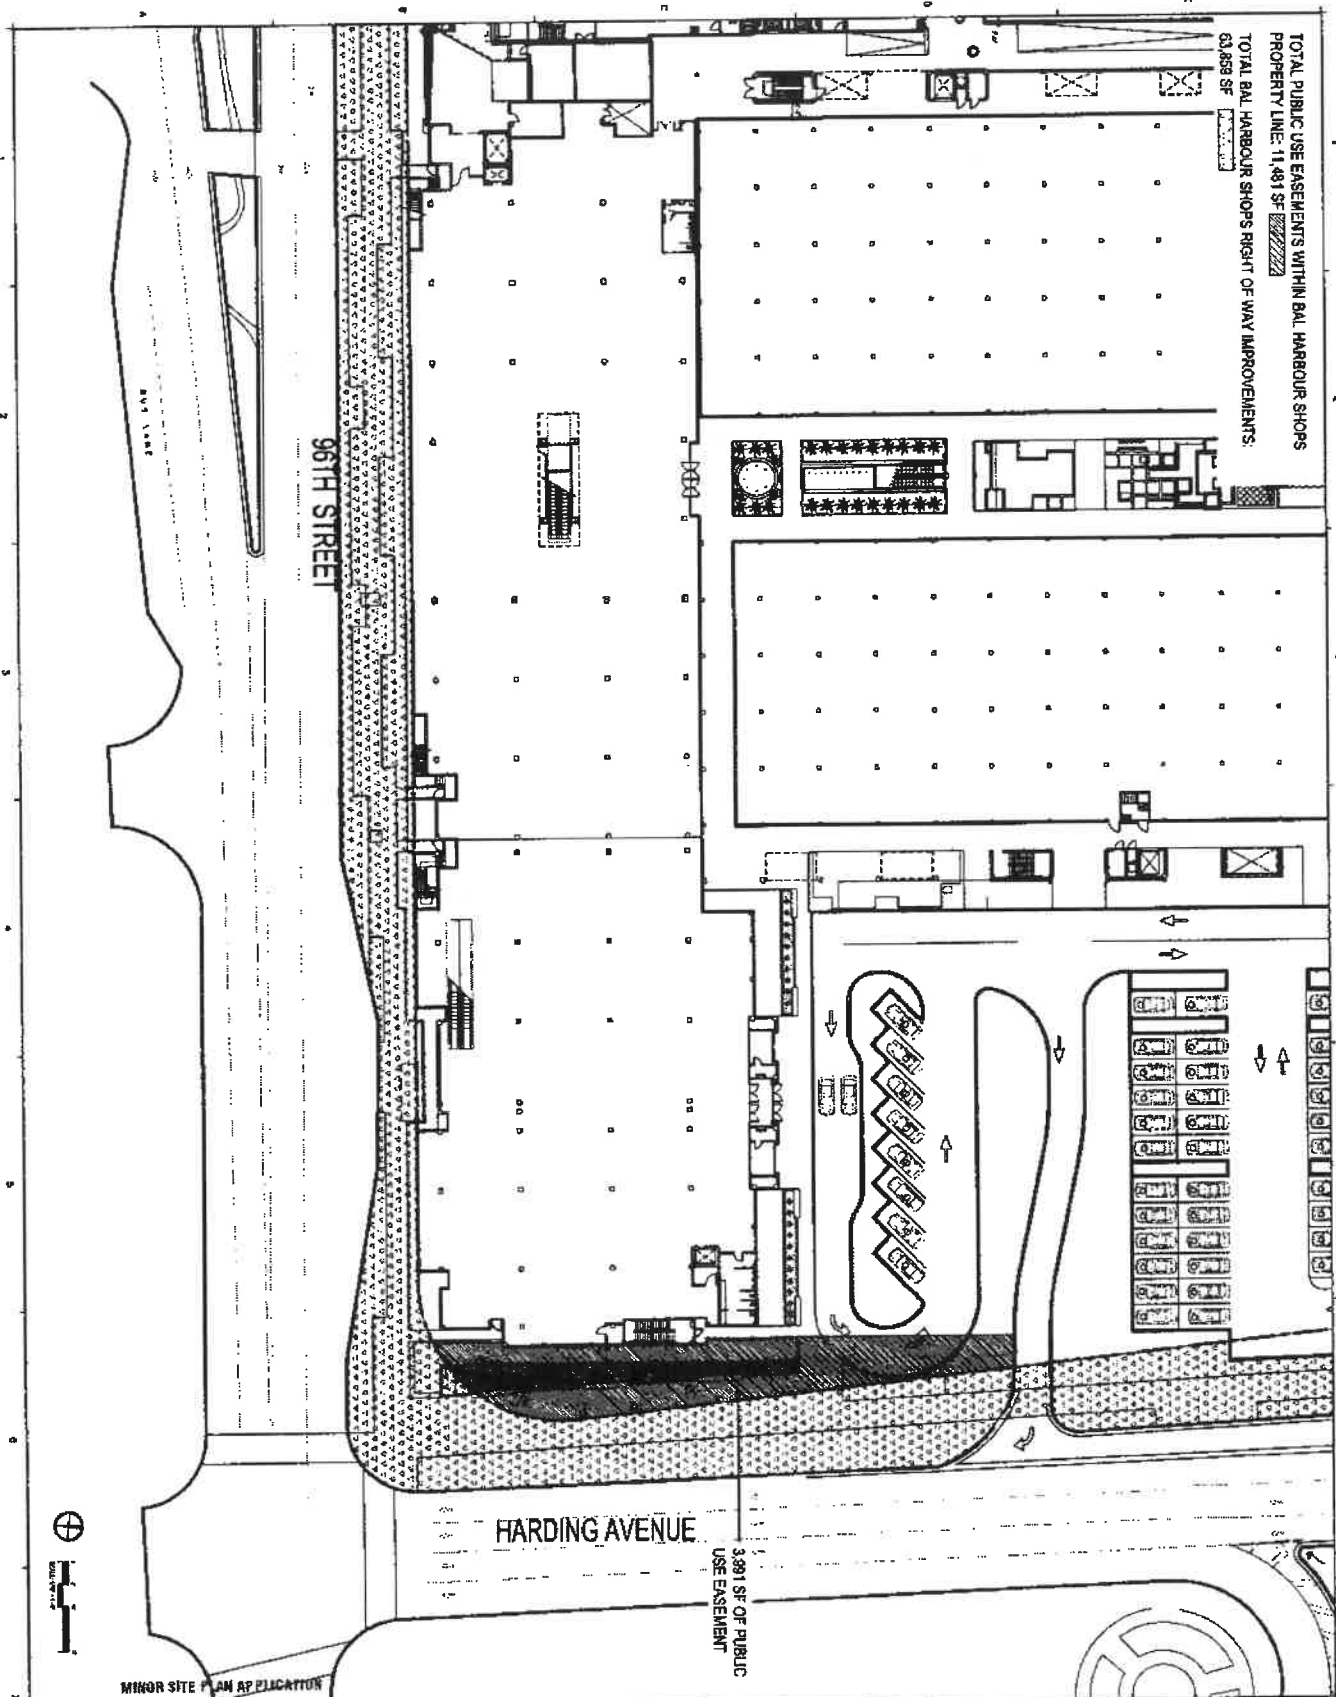 TOTAL PUBLIC USE EASEMENTS WITHIN BAL HARBOUR SHOPS
PROPERTY LINE: 11,481 SF
TOTAL BAL HARBOUR SHOPS RIGHT OF WAY IMPROVEMENTS:
63,859 SF
96TH STREET
HARDING AVENUE
3,991 SF OF PUBLIC
USE EASEMENT
MINOR SITE PLAN APPLICATION